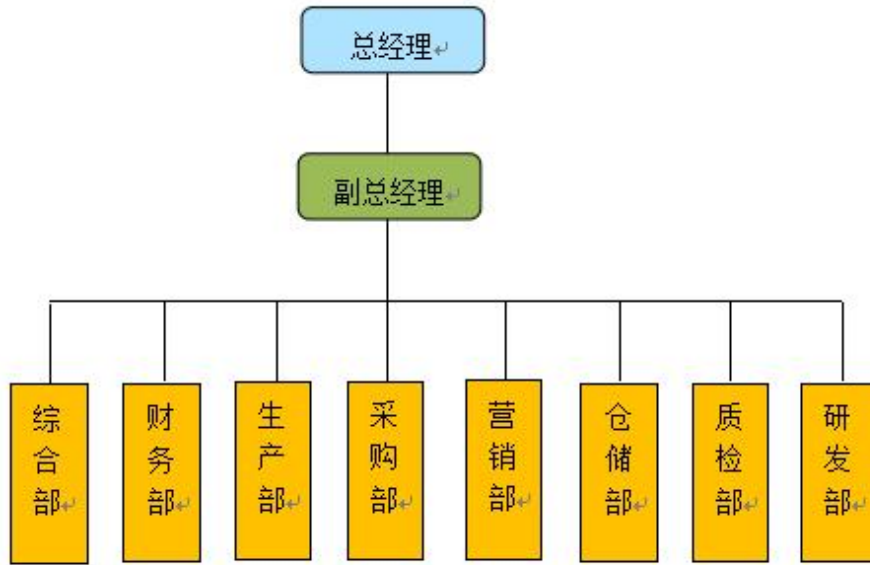 总经理
副总经理
综合部
财务部
生产部
采购部
营销部
仓储部
质检部
研发部